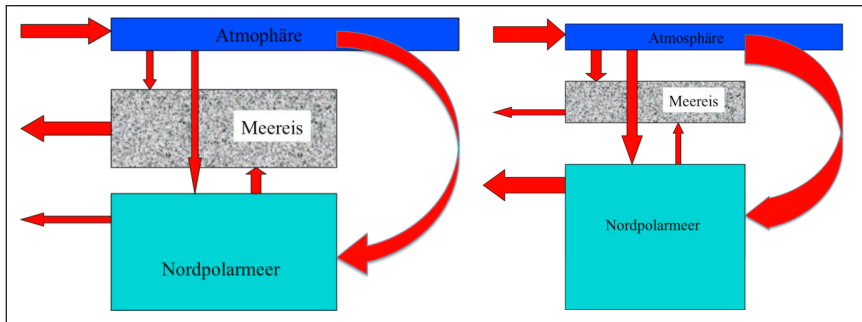 Atmophäre
Meereis
Nordpolarmeer
Atmosphäre
Meereis
Nordpolarmeer